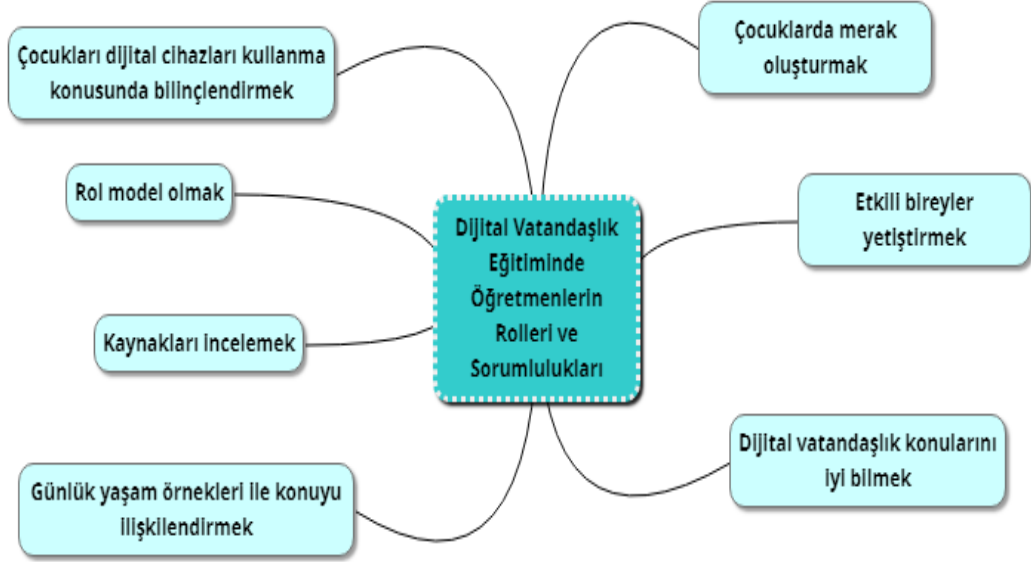 Çocukları dijital cihazları kullanma
konusunda bilinçlendirmek
Çocuklarda merak
oluşturmak
Rol model olmak
Etkili bireyler
yetiştirmek
Dijital Vatandaşlık
Eğitiminde
Öğretmenlerin
Rolleri ve
Sorumlulukları
Kaynakları incelemek
Dijital vatandaşlık konularını
iyi bilmek
Günlük yaşam örnekleri ile konuyu
ilişkilendirmek